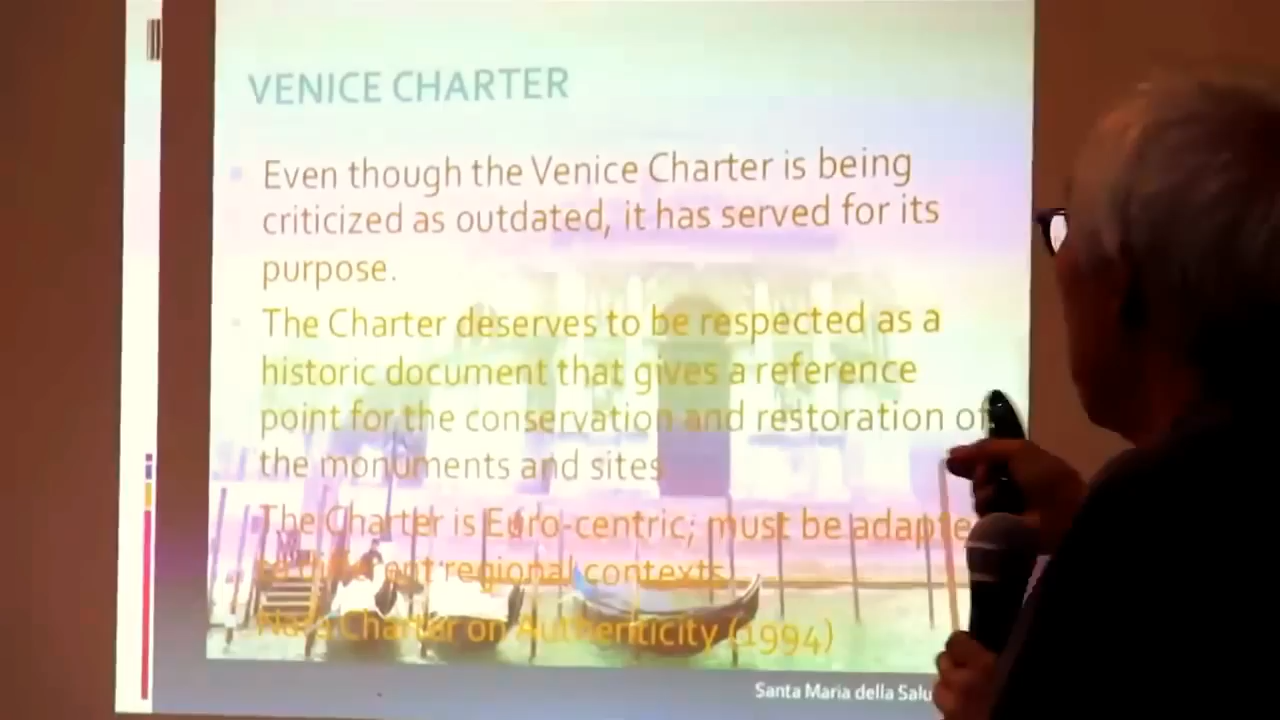 VENICE CHARTER
Even though the Venice Charter is being
criticized as outdated, it has served for its
purpose.
The Charter deserves to be respected as a
historic document that gives a reference
point for the conservation and restoration of
the monuments and sites
The Charter is Euro-centric; must be adapte
to different regional contexts
Nara Charter on Authenticity (1994)
Santa Maria della Salu